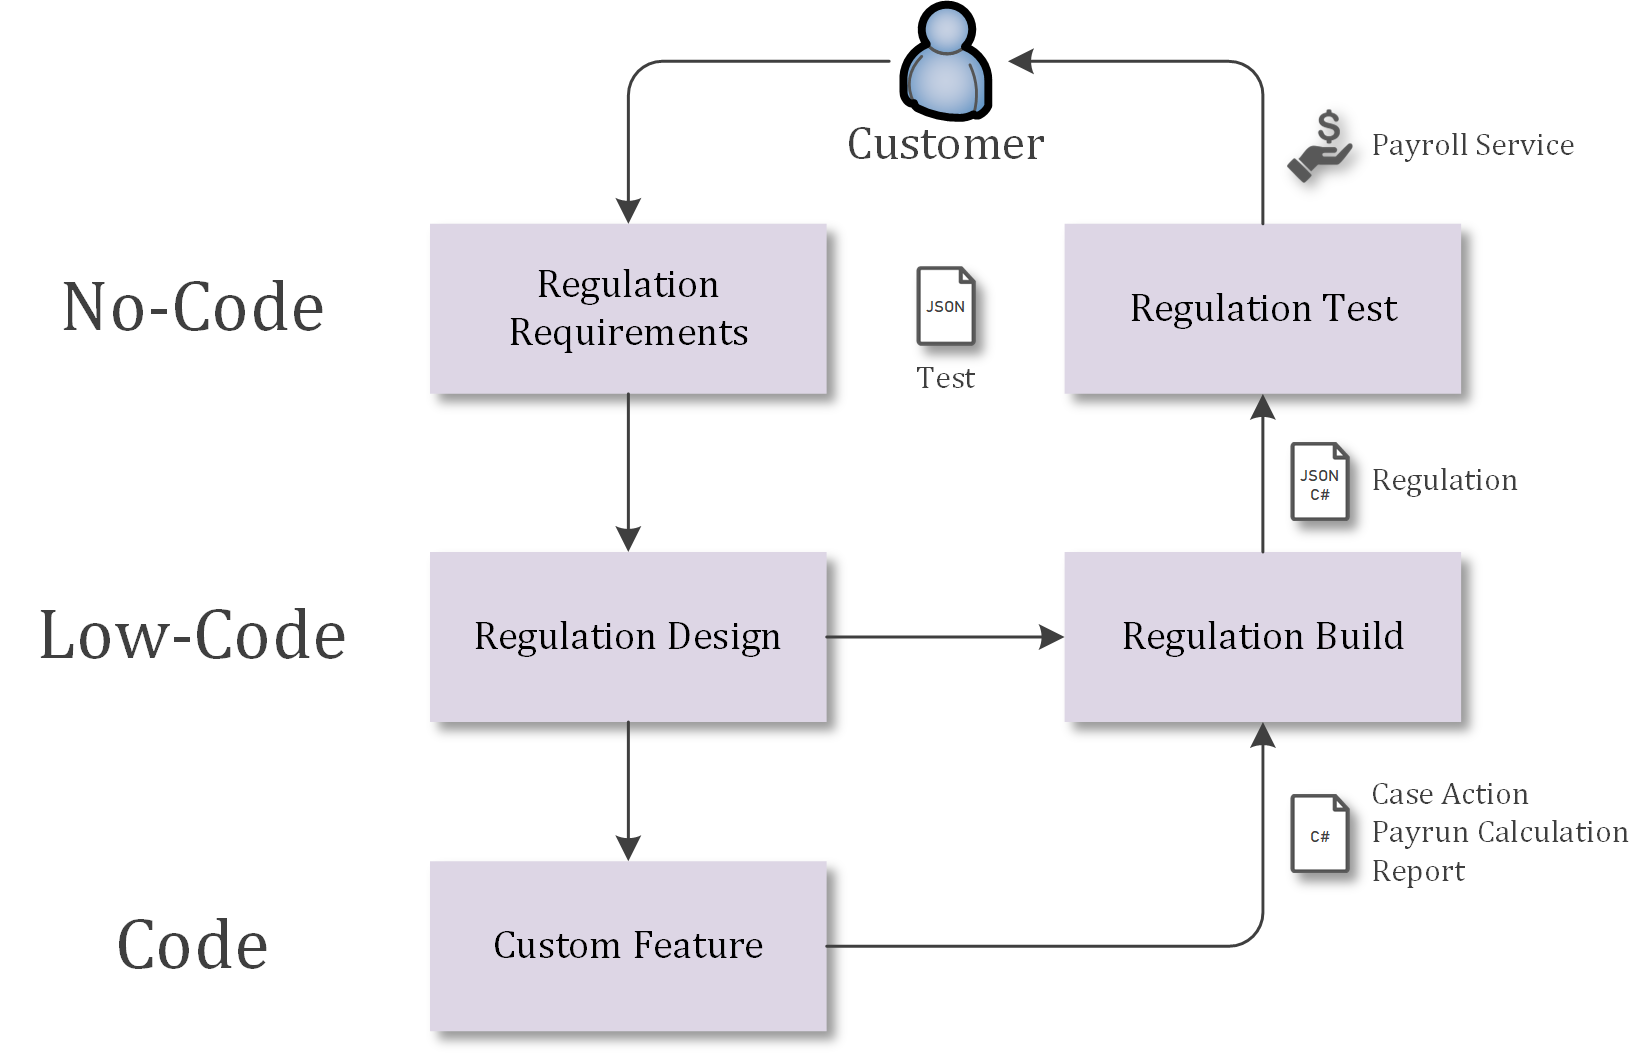 Customer
$
Payroll Service
No-Code
Regulation
Requirements
JSON
Test
Regulation Test
JSON
C#
Regulation
Low-Code
Regulation Design
Regulation Build
C#
Case Action
Payrun Calculation
Report
Code
Custom Feature